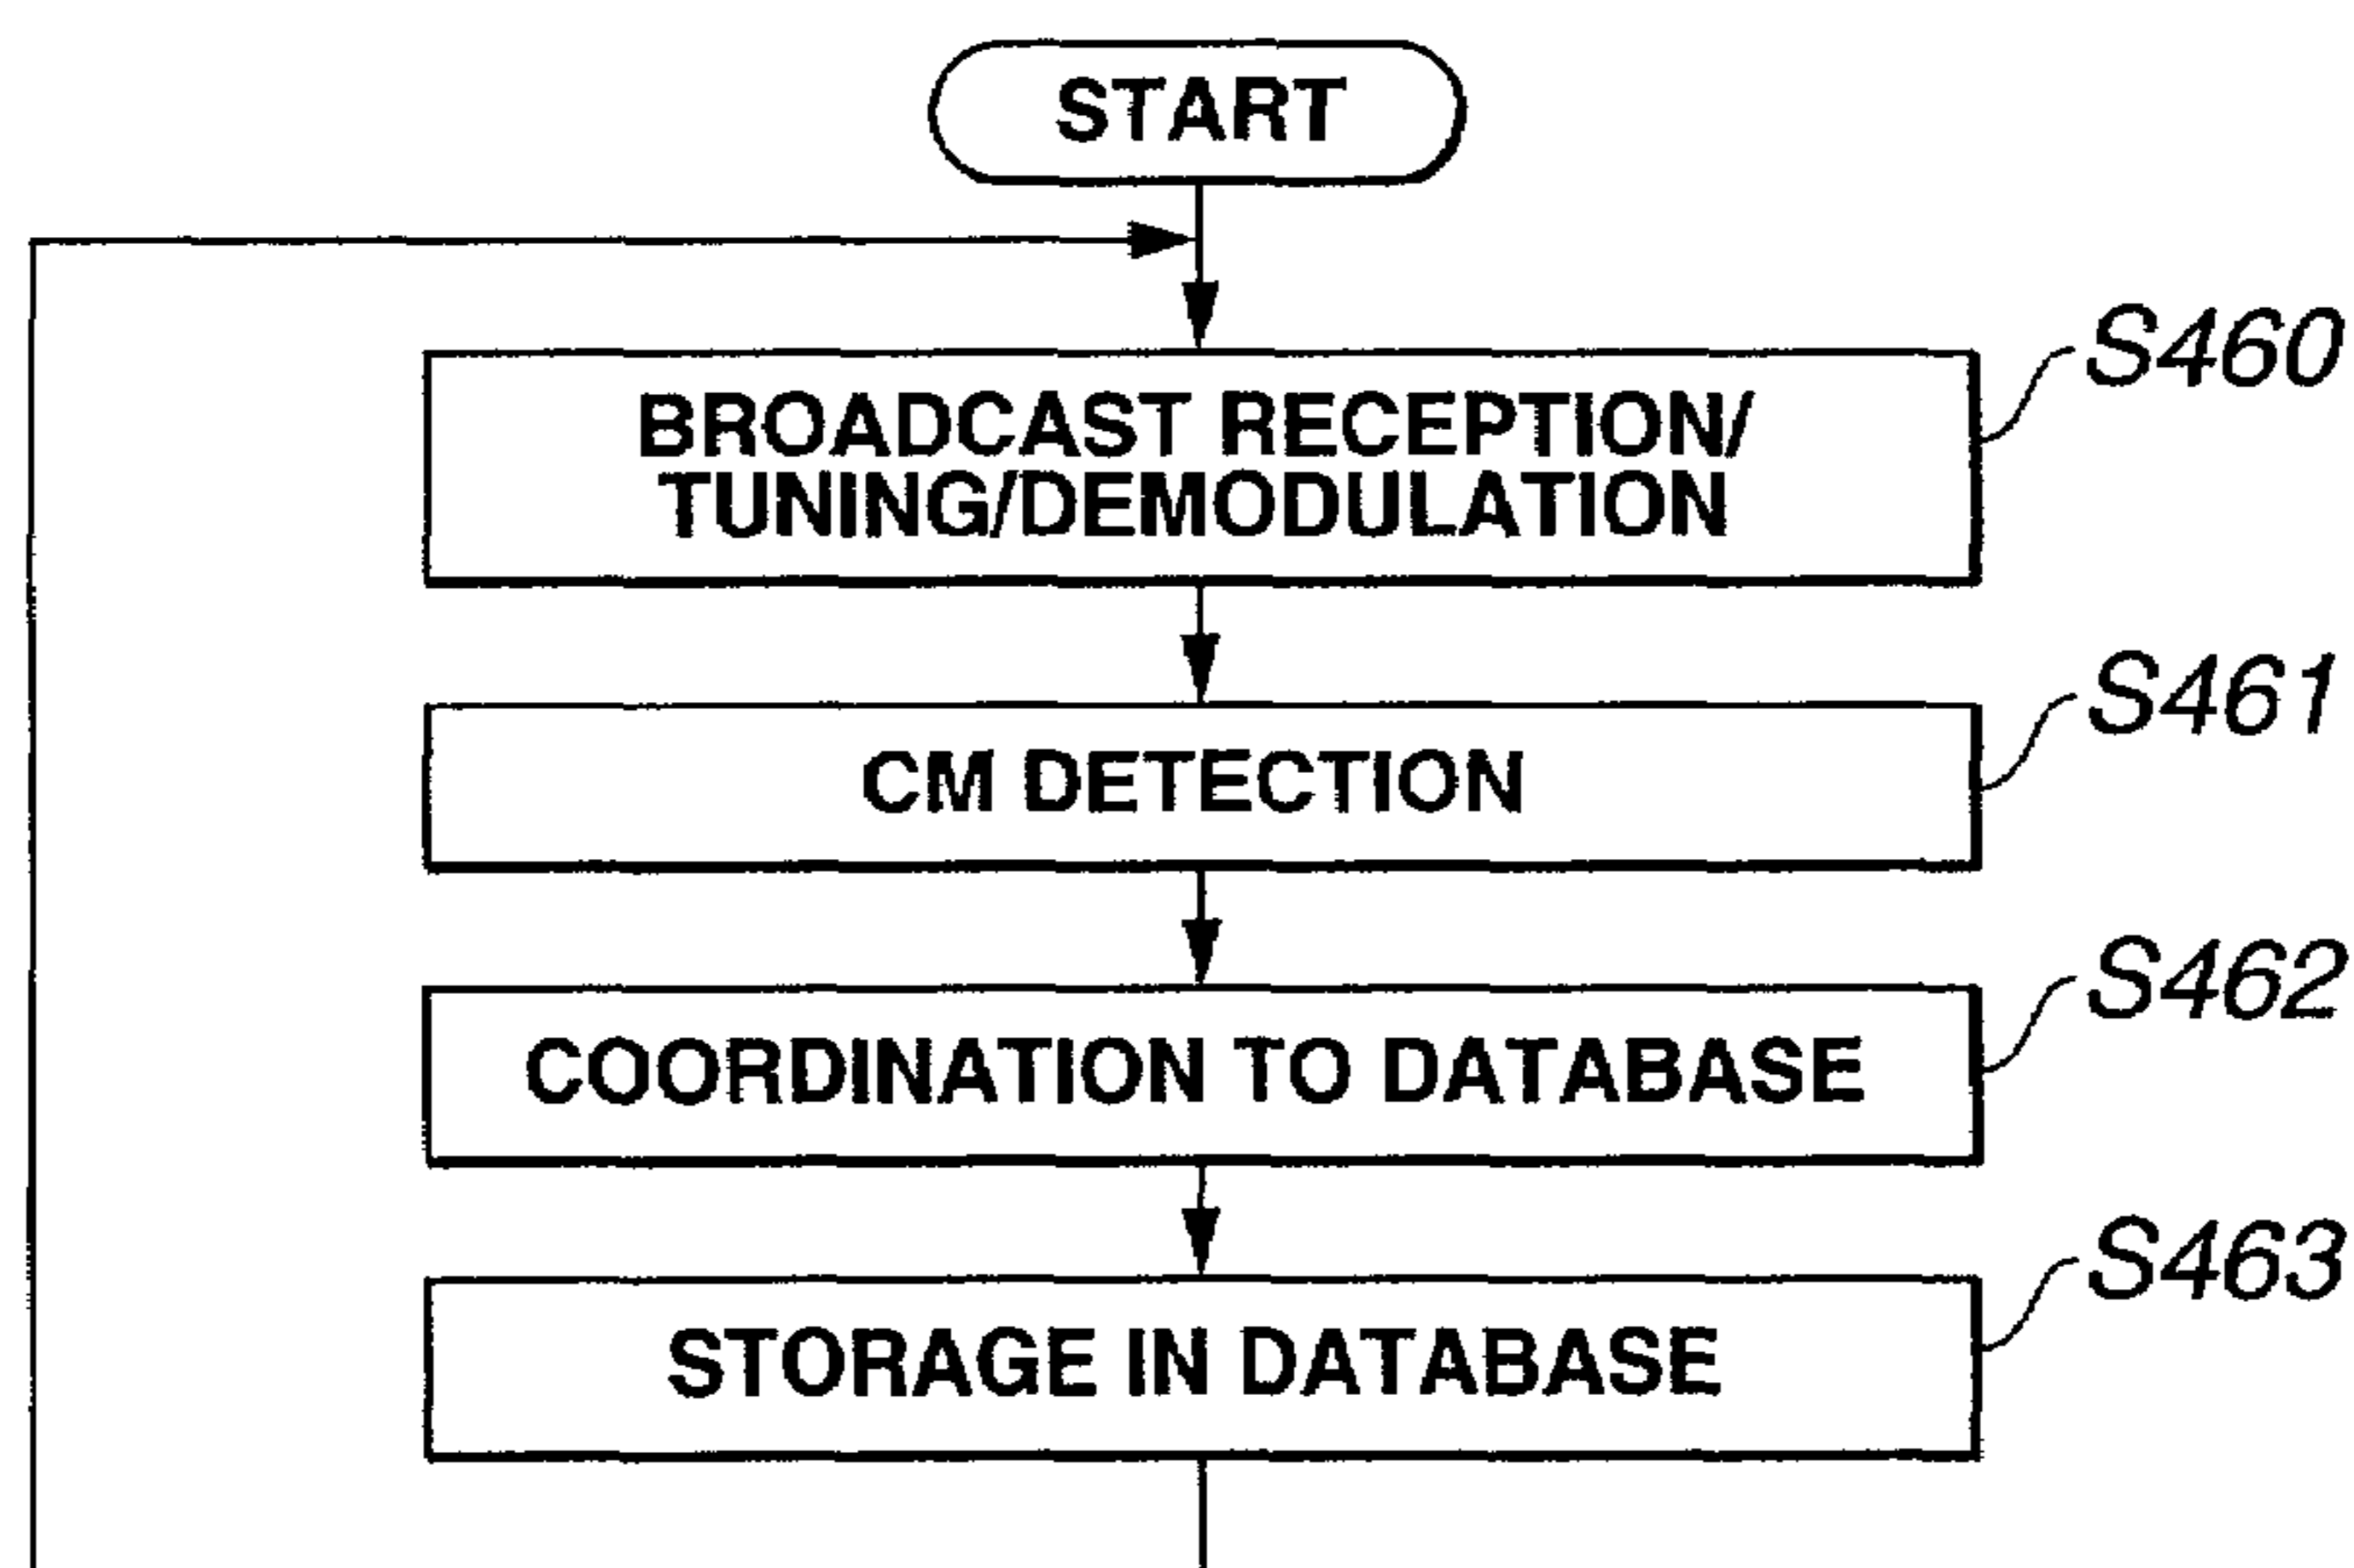 START
S460
BROADCAST RECEPTION/
TUNING/DEMODULATION
S461
CM DETECTION
S462
COORDINATION TO DATABASE
S463
STORAGE IN DATABASE